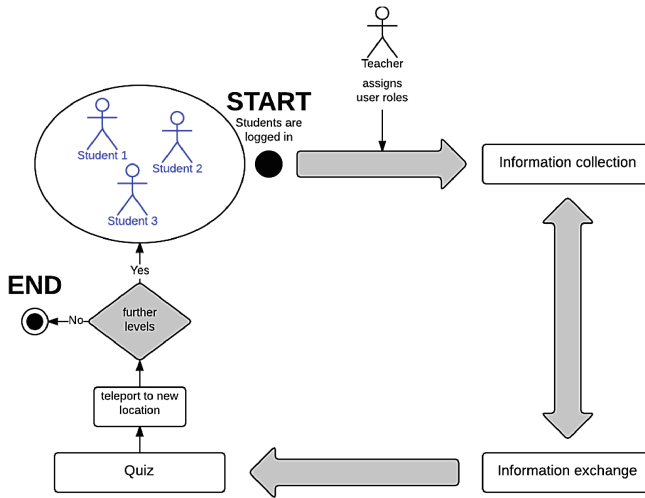 Teacher
assigns
user roles
START
Students are
logged in
Student 1
Student 2
Student 3
Information collection
Yes
END
No
further
levels
teleport to new
location
Quiz
Information exchange